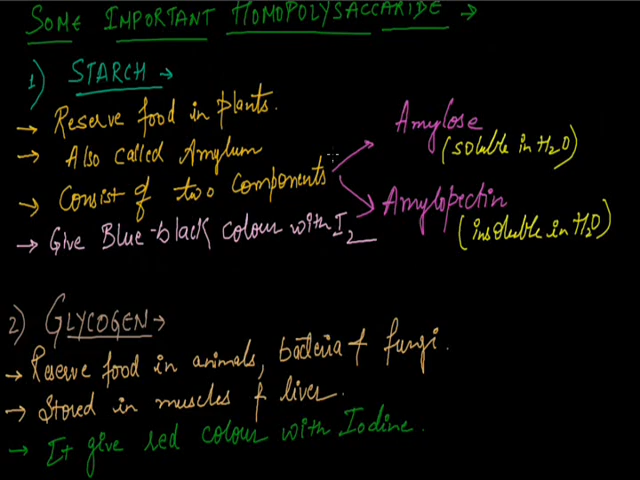 SOME IMPORTANT HOMOPOLYSACCARIDE →
1) STARCH →
→ Reserve food in plants.
→ Also called Amylum
→ Consist of two components
Amylose
(soluble in H2O)
Amylopectin
(insoluble in H2O)
→ Give Blue-black colour with I2
2) GLYCOGEN →
→ Reserve food in animals, bacteria & fungi.
→ Stored in muscles & liver.
→ It give red colour with Iodine.